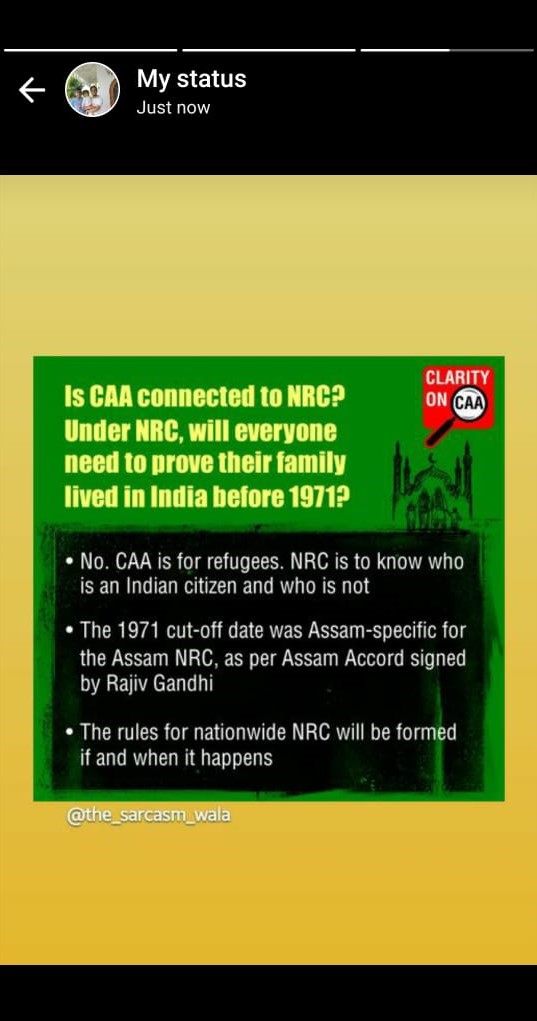 My status
Just now
Is CAA connected to NRC?
Under NRC, will everyone
need to prove their family
lived in India before 1971?
CLARITY
ON CAA
• No. CAA is for refugees. NRC is to know who
is an Indian citizen and who is not
• The 1971 cut-off date was Assam-specific for
the Assam NRC, as per Assam Accord signed
by Rajiv Gandhi
• The rules for nationwide NRC will be formed
if and when it happens
@the_sarcasm_wala